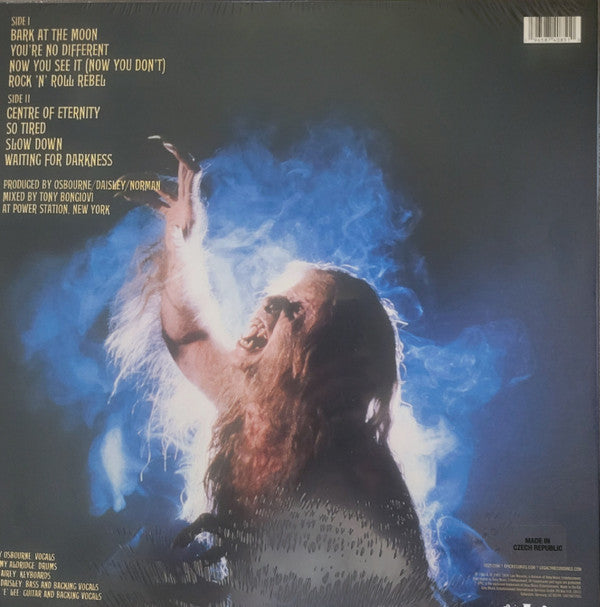 SIDE I
BARK AT THE MOON
YOU'RE NO DIFFERENT
NOW YOU SEE IT (NOW YOU DON'T)
ROCK 'N' ROLL REBEL
SIDE II
CENTRE OF ETERNITY
SO TIRED
SLOW DOWN
WAITING FOR DARKNESS
PRODUCED BY OSBOURNE/DAISLEY/NORMAN
MIXED BY TONY BONGIOVI
AT POWER STATION, NEW YORK
OSBOURNE, VOCALS
ALDRIDGE, DRUMS
AIREY, KEYBOARDS
DAISLEY, BASS AND BACKING VOCALS
'E' LEE, GUITAR AND BACKING VOCALS
MADE IN
CZECH REPUBLIC